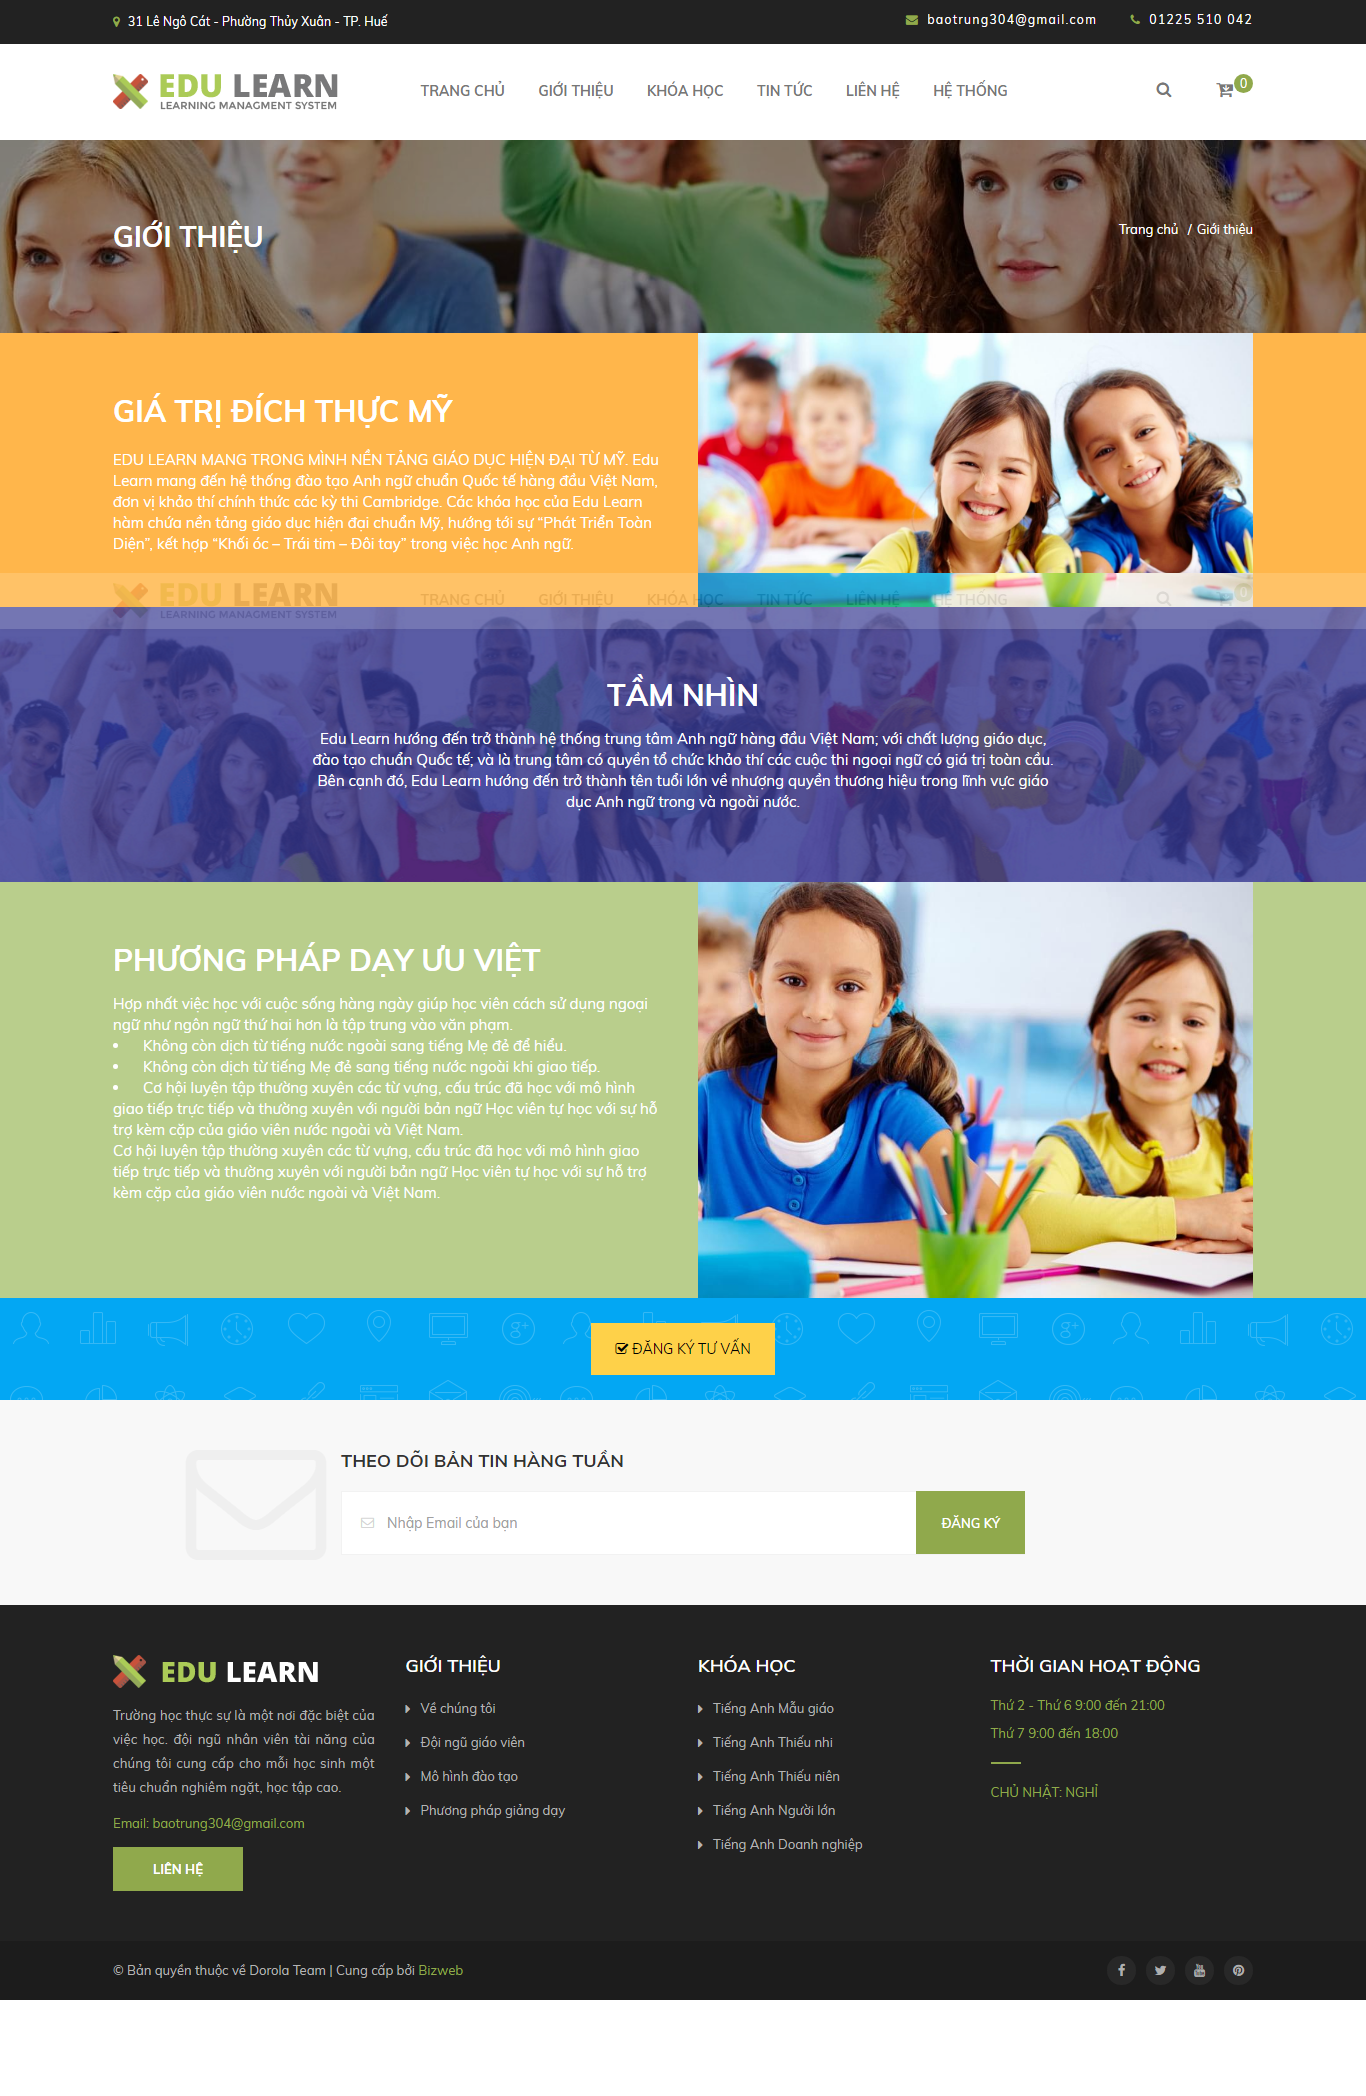 31 Lê Ngô Cát - Phường Thủy Xuân - TP. Huế
baotrung304@gmail.com
01225 510 042
EDU LEARN
LEARNING MANAGMENT SYSTEM
TRANG CHỦ
GIỚI THIỆU
KHÓA HỌC
TIN TỨC
LIÊN HỆ
HỆ THỐNG
0
GIỚI THIỆU
Trang chủ / Giới thiệu
GIÁ TRỊ ĐÍCH THỰC MỸ
EDU LEARN MANG TRONG MÌNH NỀN TẢNG GIÁO DỤC HIỆN ĐẠI TỪ MỸ. Edu
Learn mang đến hệ thống đào tạo Anh ngữ chuẩn Quốc tế hàng đầu Việt Nam,
đơn vị khảo thí chính thức các kỳ thi Cambridge. Các khóa học của Edu Learn
hàm chứa nền tảng giáo dục hiện đại chuẩn Mỹ, hướng tới sự “Phát Triển Toàn
Diện”, kết hợp “Khối óc – Trái tim – Đôi tay” trong việc học Anh ngữ.
EDU LEARN
LEARNING MANAGMENT SYSTEM
TRANG CHỦ
GIỚI THIỆU
KHÓA HỌC
TIN TỨC
LIÊN HỆ
HỆ THỐNG
0
TẦM NHÌN
Edu Learn hướng đến trở thành hệ thống trung tâm Anh ngữ hàng đầu Việt Nam; với chất lượng giáo dục,
đào tạo chuẩn Quốc tế; và là trung tâm có quyền tổ chức khảo thí các cuộc thi ngoại ngữ có giá trị toàn cầu.
Bên cạnh đó, Edu Learn hướng đến trở thành tên tuổi lớn về nhượng quyền thương hiệu trong lĩnh vực giáo
dục Anh ngữ trong và ngoài nước.
PHƯƠNG PHÁP DẠY ƯU VIỆT
Hợp nhất việc học với cuộc sống hàng ngày giúp học viên cách sử dụng ngoại
ngữ như ngôn ngữ thứ hai hơn là tập trung vào văn phạm.
• Không còn dịch từ tiếng nước ngoài sang tiếng Mẹ đẻ để hiểu.
• Không còn dịch từ tiếng Mẹ đẻ sang tiếng nước ngoài khi giao tiếp.
• Cơ hội luyện tập thường xuyên các từ vựng, cấu trúc đã học với mô hình
giao tiếp trực tiếp và thường xuyên với người bản ngữ Học viên tự học với sự hỗ
trợ kèm cặp của giáo viên nước ngoài và Việt Nam.
Cơ hội luyện tập thường xuyên các từ vựng, cấu trúc đã học với mô hình giao
tiếp trực tiếp và thường xuyên với người bản ngữ Học viên tự học với sự hỗ trợ
kèm cặp của giáo viên nước ngoài và Việt Nam.
ĐĂNG KÝ TƯ VẤN
THEO DÕI BẢN TIN HÀNG TUẦN
Nhập Email của bạn
ĐĂNG KÝ
EDU LEARN
Trường học thực sự là một nơi đặc biệt của
việc học. đội ngũ nhân viên tài năng của
chúng tôi cung cấp cho mỗi học sinh một
tiêu chuẩn nghiêm ngặt, học tập cao.
Email: baotrung304@gmail.com
LIÊN HỆ
GIỚI THIỆU
Về chúng tôi
Đội ngũ giáo viên
Mô hình đào tạo
Phương pháp giảng dạy
KHÓA HỌC
Tiếng Anh Mẫu giáo
Tiếng Anh Thiếu nhi
Tiếng Anh Thiếu niên
Tiếng Anh Người lớn
Tiếng Anh Doanh nghiệp
THỜI GIAN HOẠT ĐỘNG
Thứ 2 - Thứ 6 9:00 đến 21:00
Thứ 7 9:00 đến 18:00
CHỦ NHẬT: NGHỈ
© Bản quyền thuộc về Dorola Team | Cung cấp bởi Bizweb